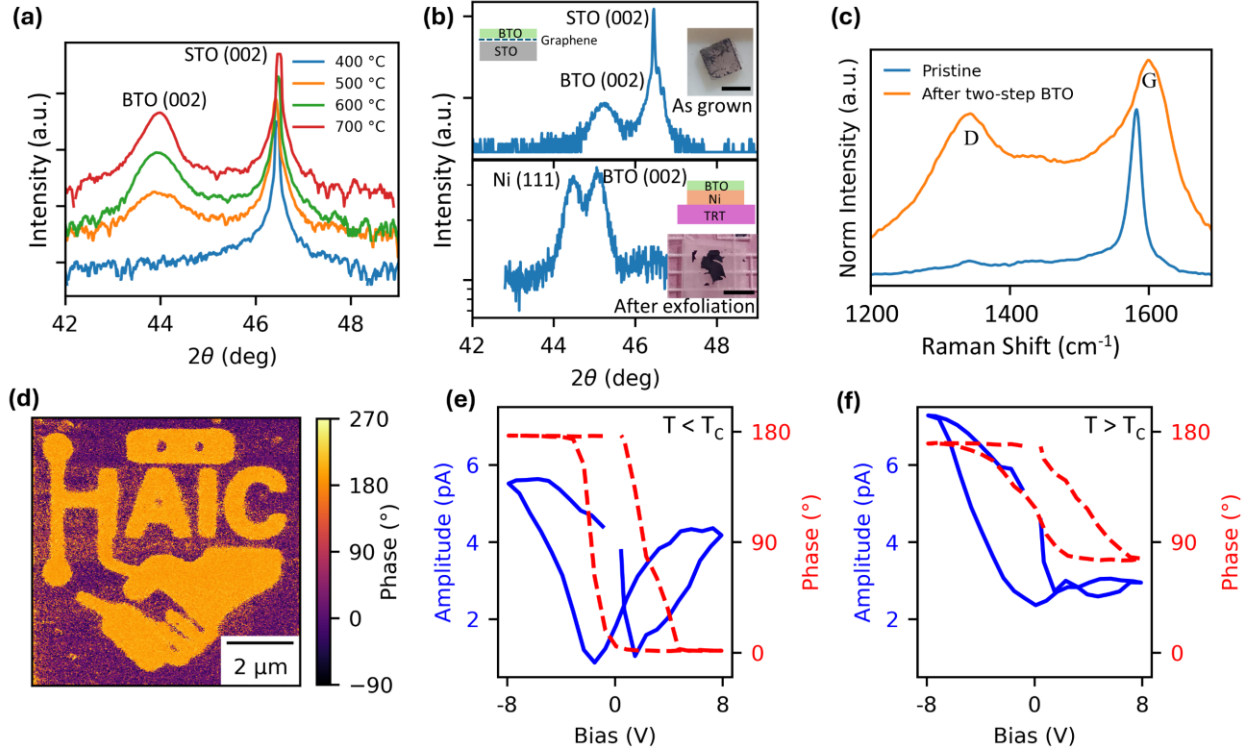 (a)
STO (002)
BTO (002)
400 °C
500 °C
600 °C
700 °C
Intensity (a.u.)
42 44 46 48
2θ (deg)
(b)
STO (002)
BTO
Graphene
STO
BTO (002)
As grown
Ni (111)
BTO (002)
BTO
Ni
TRT
After exfoliation
Intensity (a.u.)
42 44 46 48
2θ (deg)
(c)
Pristine
After two-step BTO
D
G
Norm Intensity (a.u.)
1200 1400 1600
Raman Shift (cm⁻¹)
(d)
HAIC
2 μm
270
180
90
0
−90
Phase (°)
(e)
T < T_C
6
4
2
Amplitude (pA)
180
90
0
Phase (°)
-8 0 8
Bias (V)
(f)
T > T_C
6
4
2
Amplitude (pA)
180
90
0
Phase (°)
-8 0 8
Bias (V)